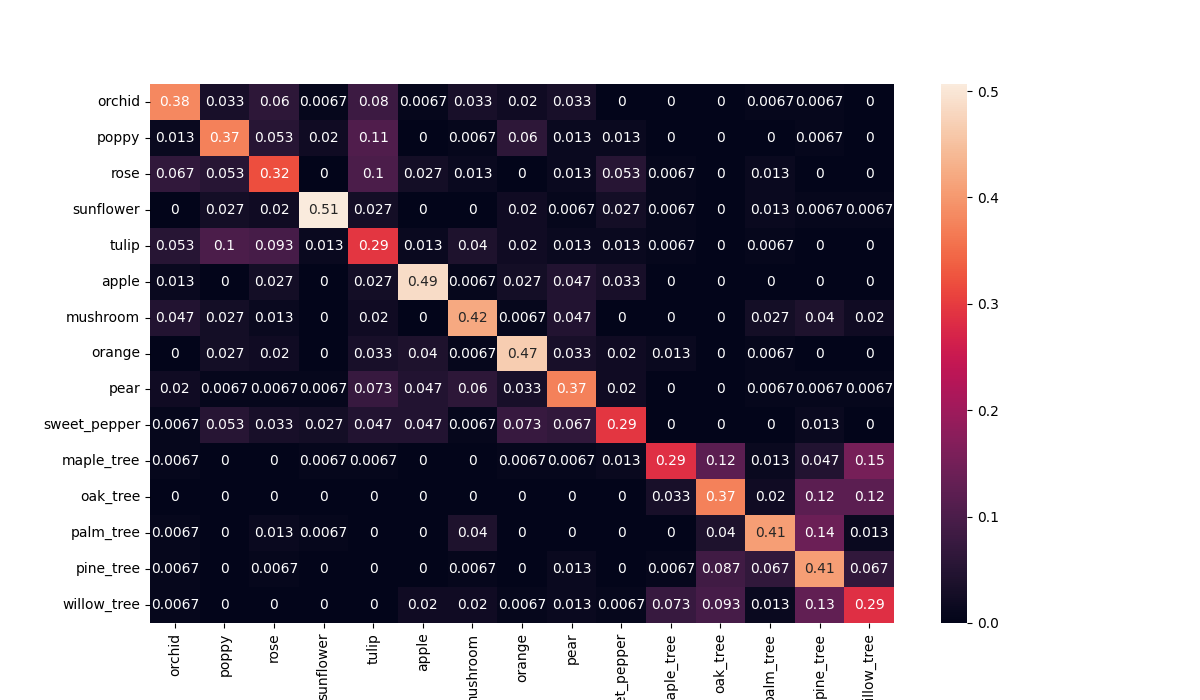 orchid 0.38 0.033 0.06 0.0067 0.08 0.0067 0.033 0.02 0.033 0 0 0 0.0067 0.0067 0
poppy 0.013 0.37 0.053 0.02 0.11 0 0.0067 0.06 0.013 0.013 0 0 0 0.0067 0
rose 0.067 0.053 0.32 0 0.1 0.027 0.013 0 0.013 0.053 0.0067 0 0.013 0 0
sunflower 0 0.027 0.02 0.51 0.027 0 0 0.02 0.0067 0.027 0.0067 0 0.013 0.0067 0.0067
tulip 0.053 0.1 0.093 0.013 0.29 0.013 0.04 0.02 0.013 0.013 0.0067 0 0.0067 0 0
apple 0.013 0 0.027 0 0.027 0.49 0.0067 0.027 0.047 0.033 0 0 0 0 0
mushroom 0.047 0.027 0.013 0 0.02 0 0.42 0.0067 0.047 0 0 0 0.027 0.04 0.02
orange 0 0.027 0.02 0 0.033 0.04 0.0067 0.47 0.033 0.02 0.013 0 0.0067 0 0
pear 0.02 0.0067 0.0067 0.0067 0.073 0.047 0.06 0.033 0.37 0.02 0 0 0.0067 0.0067 0.0067
sweet_pepper 0.0067 0.053 0.033 0.027 0.047 0.047 0.0067 0.073 0.067 0.29 0 0 0 0.013 0
maple_tree 0.0067 0 0 0.0067 0.0067 0 0 0.0067 0.0067 0.013 0.29 0.12 0.013 0.047 0.15
oak_tree 0 0 0 0 0 0 0 0 0 0 0.033 0.37 0.02 0.12 0.12
palm_tree 0.0067 0 0.013 0.0067 0 0 0.04 0 0 0 0 0.04 0.41 0.14 0.013
pine_tree 0.0067 0 0.0067 0 0 0 0.0067 0 0.013 0 0.0067 0.087 0.067 0.41 0.067
willow_tree 0.0067 0 0 0 0 0.02 0.02 0.0067 0.013 0.0067 0.073 0.093 0.013 0.13 0.29
orchid
poppy
rose
sunflower
tulip
apple
ushroom
orange
pear
et_pepper
aple_tree
oak_tree
palm_tree
pine_tree
illow_tree
0.5
0.4
0.3
0.2
0.1
0.0